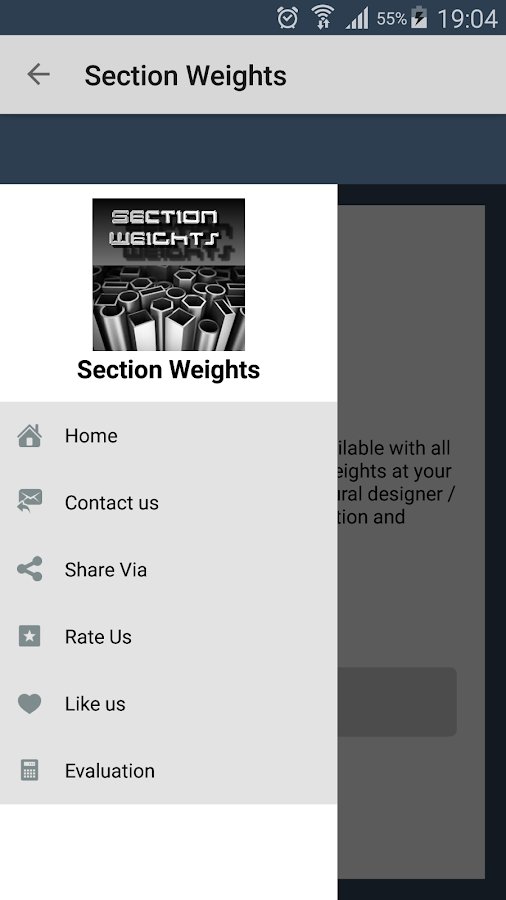 55% 19:04
Section Weights
SECTION
WEIGHTS
Section Weights
Home
Contact us
Share Via
Rate Us
Like us
Evaluation
ilable with all
eights at your
ural designer /
tion and